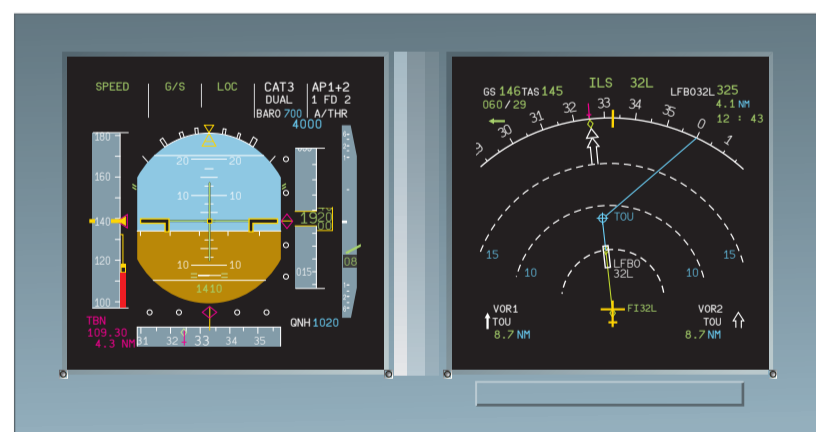 SPEED G/S LOC CAT3 AP1+2
DUAL 1 FD 2
BARO 700 A/THR
4000
180
160
140
120
100
20 20
10 10
10 10
1410
1920
00
015
08
TBN
109.30
4.3 NM
QNH 1020
31 32 33 34 35
GS 146 TAS 145 ILS 32L LFBO32L 325
060/29 4.1 NM
12 : 43
30 31 32 33 34 35 0 1
TOU
15 15
10 10
LFBO
32L
FI32L
VOR1 VOR2
TOU TOU
8.7 NM 8.7 NM